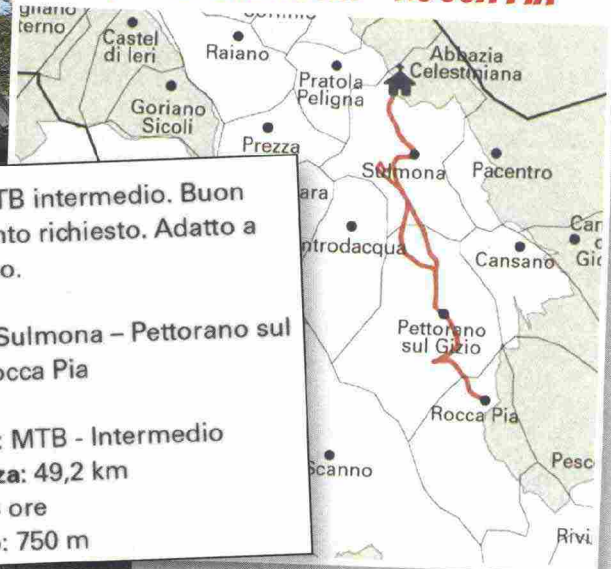 Castel
di Ieri
Raiano
Abbazia
Celestiniana
Pratola
Peligna
Goriano
Sicoli
Prezza
Sulmona
Pacentro
Cansano
Pettorano
sul Gizio
Rocca Pia
Scanno
TB intermedio. Buon
nto richiesto. Adatto a
o.
Sulmona – Pettorano sul
occa Pia
: MTB - Intermedio
za: 49,2 km
ore
: 750 m